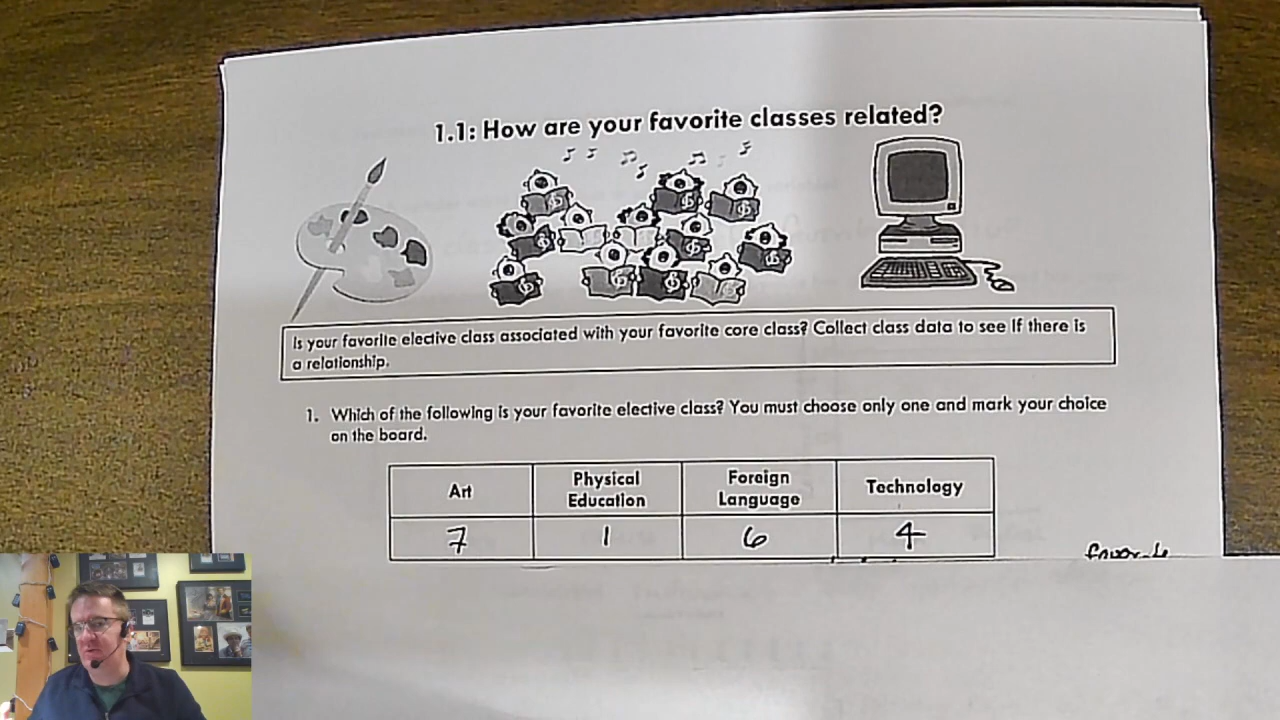 1.1: How are your favorite classes related?
Is your favorite elective class associated with your favorite core class? Collect class data to see if there is
a relationship.
1. Which of the following is your favorite elective class? You must choose only one and mark your choice
on the board.
Art
Physical
Education
Foreign
Language
Technology
7
1
6
4